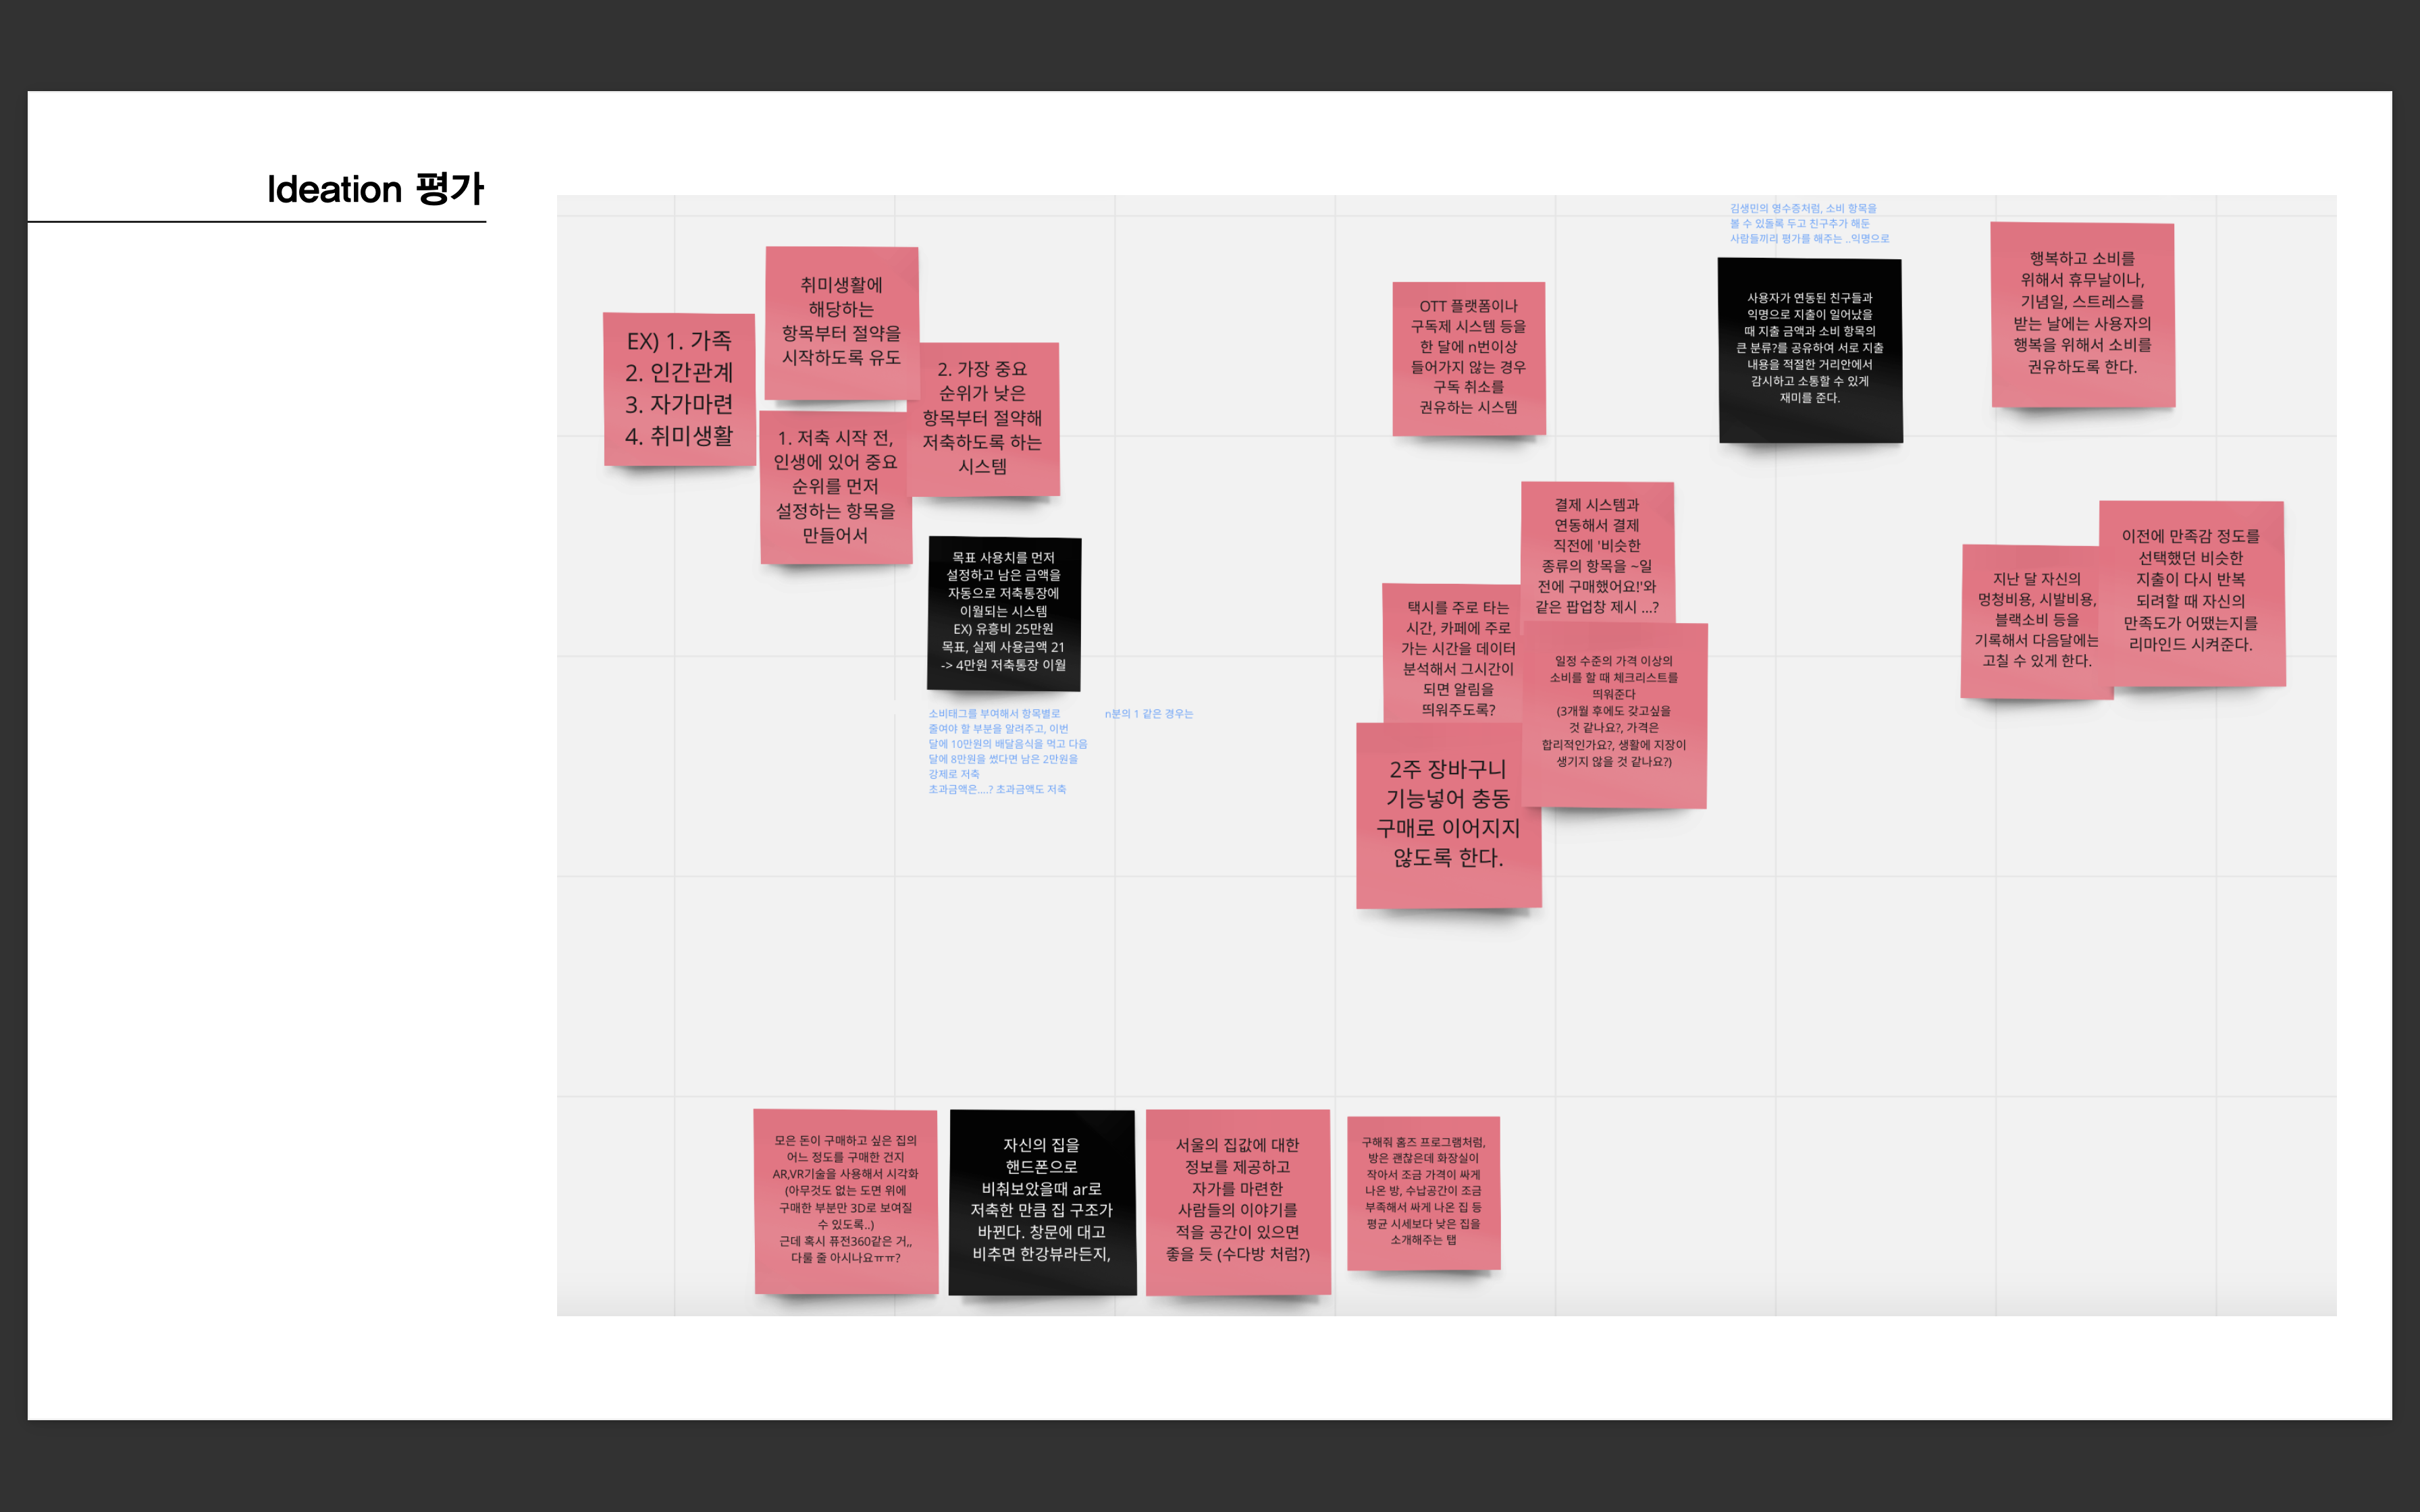 Ideation 평가
EX) 1. 가족
2. 인간관계
3. 자가마련
4. 취미생활
취미생활에
해당하는
항목부터 절약을
시작하도록 유도
1. 저축 시작 전,
인생에 있어 중요
순위를 먼저
설정하는 항목을
만들어서
2. 가장 중요
순위가 낮은
항목부터 절약해
저축하도록 하는
시스템
목표 사용치를 먼저
설정하고 남은 금액을
자동으로 저축통장에
이월되는 시스템
EX) 유흥비 25만원
목표, 실제 사용금액 21
-> 4만원 저축통장 이월
소비태그를 부여해서 항목별로
줄여야 할 부분을 알려주고, 이번
달에 10만원의 배달음식을 먹고 다음
달에 8만원을 썼다면 남은 2만원을
강제로 저축
초과금액은....? 초과금액도 저축
n분의 1 같은 경우는
OTT 플랫폼이나
구독제 시스템 등을
한 달에 n번이상
들어가지 않는 경우
구독 취소를
권유하는 시스템
김생민의 영수증처럼, 소비 항목을
볼 수 있돌록 두고 친구추가 해둔
사람들끼리 평가를 해주는 ..익명으로
사용자가 연동된 친구들과
익명으로 지출이 일어났을
때 지출 금액과 소비 항목의
큰 분류?를 공유하여 서로 지출
내용을 적절한 거리안에서
감시하고 소통할 수 있게
재미를 준다.
행복하고 소비를
위해서 휴무날이나,
기념일, 스트레스를
받는 날에는 사용자의
행복을 위해서 소비를
권유하도록 한다.
결제 시스템과
연동해서 결제
직전에 '비슷한
종류의 항목을 ~일
전에 구매했어요!'와
같은 팝업창 제시 ...?
택시를 주로 타는
시간, 카페에 주로
가는 시간을 데이터
분석해서 그시간이
되면 알림을
띄워주도록?
일정 수준의 가격 이상의
소비를 할 때 체크리스트를
띄워준다
(3개월 후에도 갖고싶을
것 같나요?, 가격은
합리적인가요?, 생활에 지장이
생기지 않을 것 같나요?)
2주 장바구니
기능넣어 충동
구매로 이어지지
않도록 한다.
지난 달 자신의
멍청비용, 시발비용,
블랙소비 등을
기록해서 다음달에는
고칠 수 있게 한다.
이전에 만족감 정도를
선택했던 비슷한
지출이 다시 반복
되려할 때 자신의
만족도가 어땠는지를
리마인드 시켜준다.
모은 돈이 구매하고 싶은 집의
어느 정도를 구매한 건지
AR,VR기술을 사용해서 시각화
(아무것도 없는 도면 위에
구매한 부분만 3D로 보여질
수 있도록..)
근데 혹시 퓨전360같은 거,,
다룰 줄 아시나요ㅠㅠ?
자신의 집을
핸드폰으로
비춰보았을때 ar로
저축한 만큼 집 구조가
바뀐다. 창문에 대고
비추면 한강뷰라든지,
서울의 집값에 대한
정보를 제공하고
자가를 마련한
사람들의 이야기를
적을 공간이 있으면
좋을 듯 (수다방 처럼?)
구해줘 홈즈 프로그램처럼,
방은 괜찮은데 화장실이
작아서 조금 가격이 싸게
나온 방, 수납공간이 조금
부족해서 싸게 나온 집 등
평균 시세보다 낮은 집을
소개해주는 탭